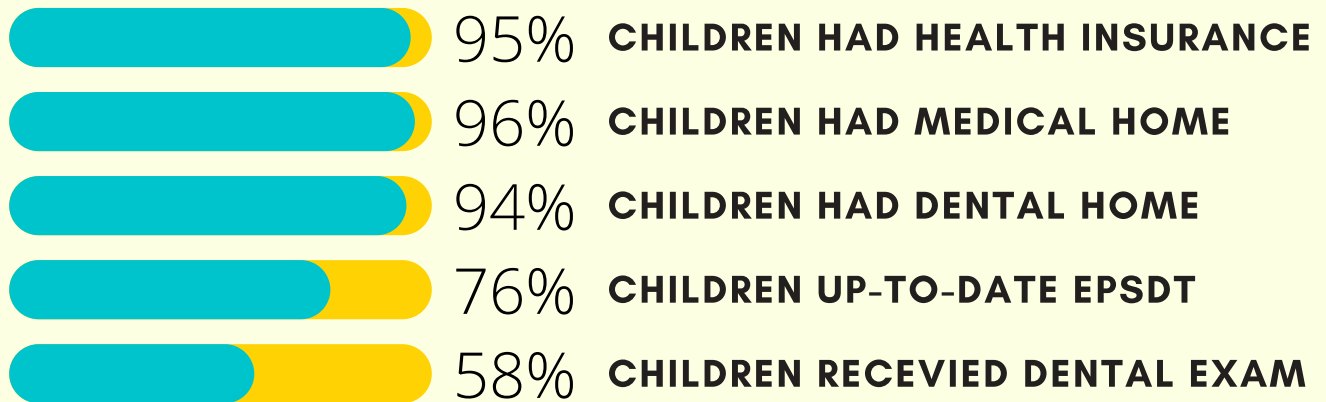 95% CHILDREN HAD HEALTH INSURANCE
96% CHILDREN HAD MEDICAL HOME
94% CHILDREN HAD DENTAL HOME
76% CHILDREN UP-TO-DATE EPSDT
58% CHILDREN RECEVIED DENTAL EXAM